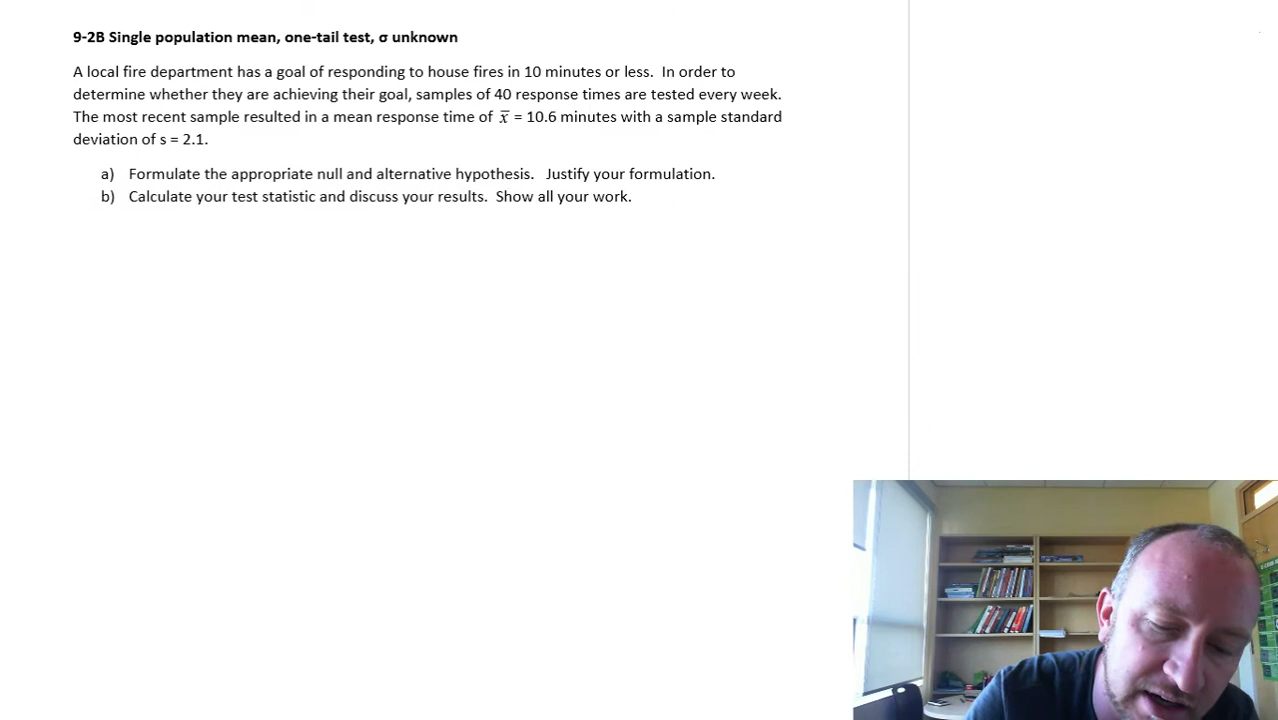 9-2B Single population mean, one-tail test, σ unknown
A local fire department has a goal of responding to house fires in 10 minutes or less.  In order to
determine whether they are achieving their goal, samples of 40 response times are tested every week.
The most recent sample resulted in a mean response time of x̅ = 10.6 minutes with a sample standard
deviation of s = 2.1.
a) Formulate the appropriate null and alternative hypothesis.   Justify your formulation.
b) Calculate your test statistic and discuss your results.  Show all your work.